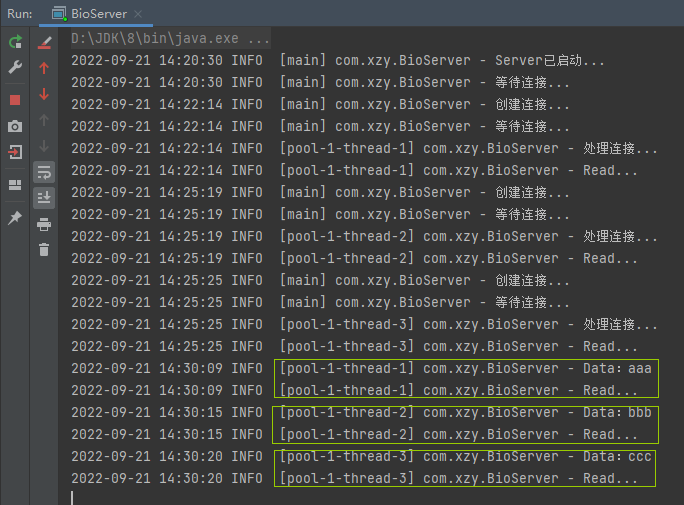 Run: BioServer
D:\JDK\8\bin\java.exe ...
2022-09-21 14:20:30 INFO [main] com.xzy.BioServer - Server已启动...
2022-09-21 14:20:30 INFO [main] com.xzy.BioServer - 等待连接...
2022-09-21 14:22:14 INFO [main] com.xzy.BioServer - 创建连接...
2022-09-21 14:22:14 INFO [main] com.xzy.BioServer - 等待连接...
2022-09-21 14:22:14 INFO [pool-1-thread-1] com.xzy.BioServer - 处理连接...
2022-09-21 14:22:14 INFO [pool-1-thread-1] com.xzy.BioServer - Read...
2022-09-21 14:25:19 INFO [main] com.xzy.BioServer - 创建连接...
2022-09-21 14:25:19 INFO [main] com.xzy.BioServer - 等待连接...
2022-09-21 14:25:19 INFO [pool-1-thread-2] com.xzy.BioServer - 处理连接...
2022-09-21 14:25:19 INFO [pool-1-thread-2] com.xzy.BioServer - Read...
2022-09-21 14:25:25 INFO [main] com.xzy.BioServer - 创建连接...
2022-09-21 14:25:25 INFO [main] com.xzy.BioServer - 等待连接...
2022-09-21 14:25:25 INFO [pool-1-thread-3] com.xzy.BioServer - 处理连接...
2022-09-21 14:25:25 INFO [pool-1-thread-3] com.xzy.BioServer - Read...
2022-09-21 14:30:09 INFO [pool-1-thread-1] com.xzy.BioServer - Data：aaa
2022-09-21 14:30:09 INFO [pool-1-thread-1] com.xzy.BioServer - Read...
2022-09-21 14:30:15 INFO [pool-1-thread-2] com.xzy.BioServer - Data：bbb
2022-09-21 14:30:15 INFO [pool-1-thread-2] com.xzy.BioServer - Read...
2022-09-21 14:30:20 INFO [pool-1-thread-3] com.xzy.BioServer - Data：ccc
2022-09-21 14:30:20 INFO [pool-1-thread-3] com.xzy.BioServer - Read...